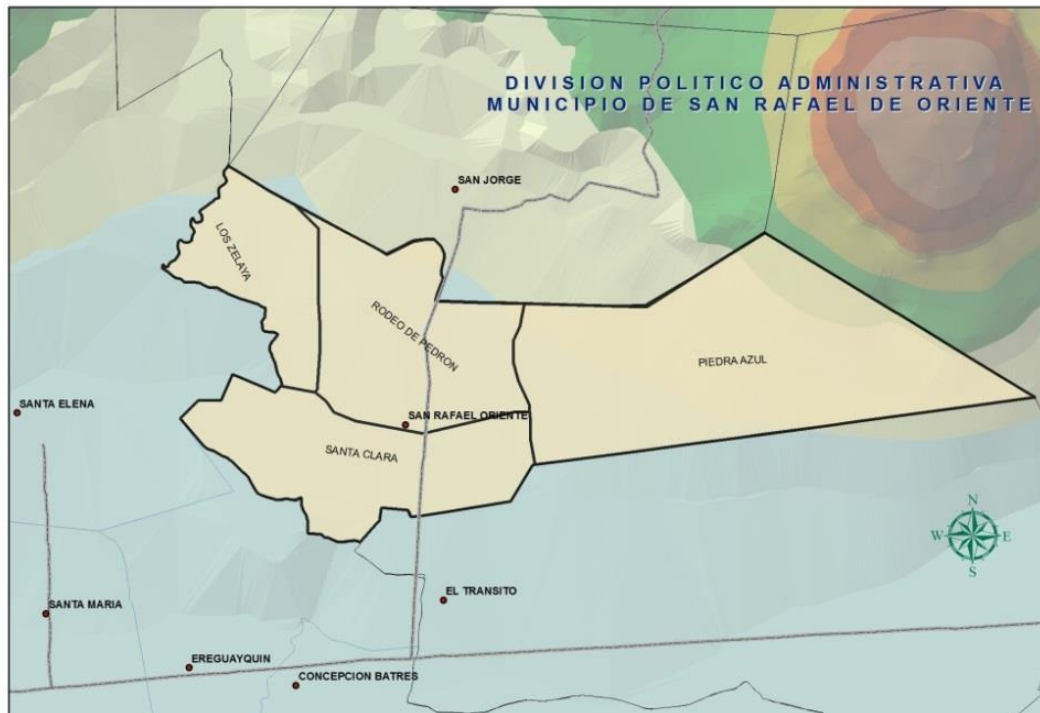 DIVISION POLITICO ADMINISTRATIVA
MUNICIPIO DE SAN RAFAEL DE ORIENTE
SAN JORGE
LOS ZELAYA
RODEO DE PEDRON
PIEDRA AZUL
SANTA ELENA
SAN RAFAEL ORIENTE
SANTA CLARA
N
W
E
S
EL TRANSITO
SANTA MARIA
EREGUAYQUIN
CONCEPCION BATRES